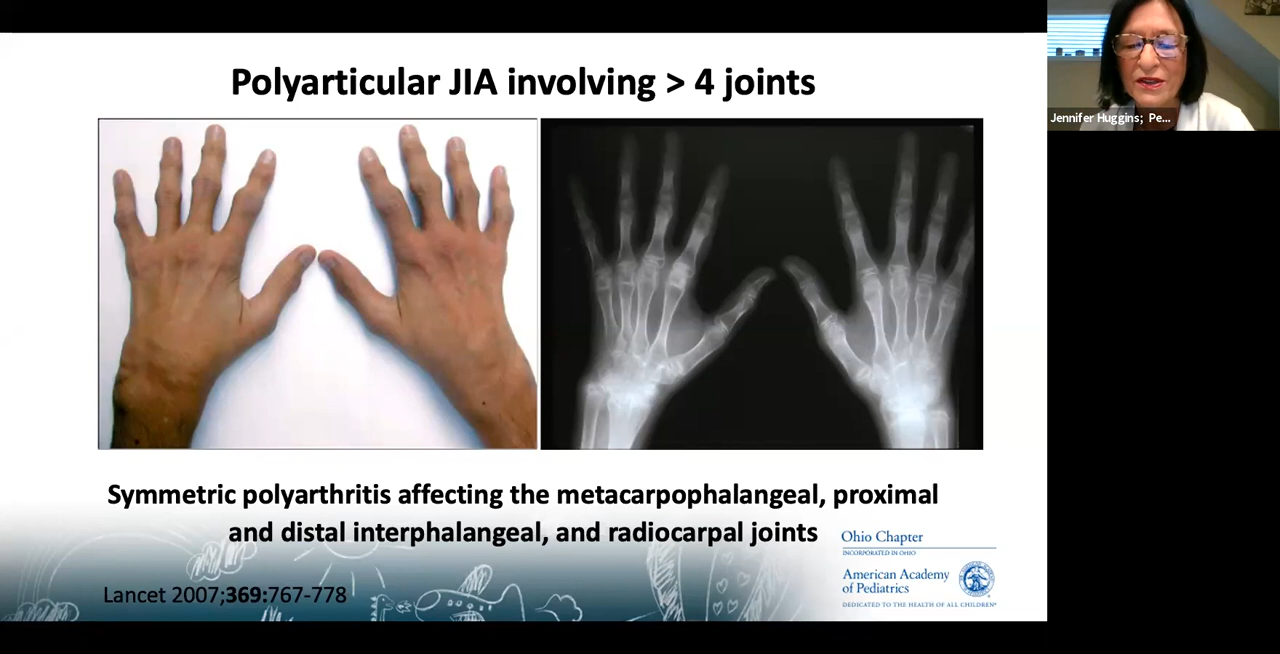 Polyarticular JIA involving > 4 joints
Jennifer Huggins; Pe...
Symmetric polyarthritis affecting the metacarpophalangeal, proximal
and distal interphalangeal, and radiocarpal joints
Ohio Chapter
INCORPORATED IN OHIO
American Academy
of Pediatrics
DEDICATED TO THE HEALTH OF ALL CHILDREN®
Lancet 2007;369:767-778